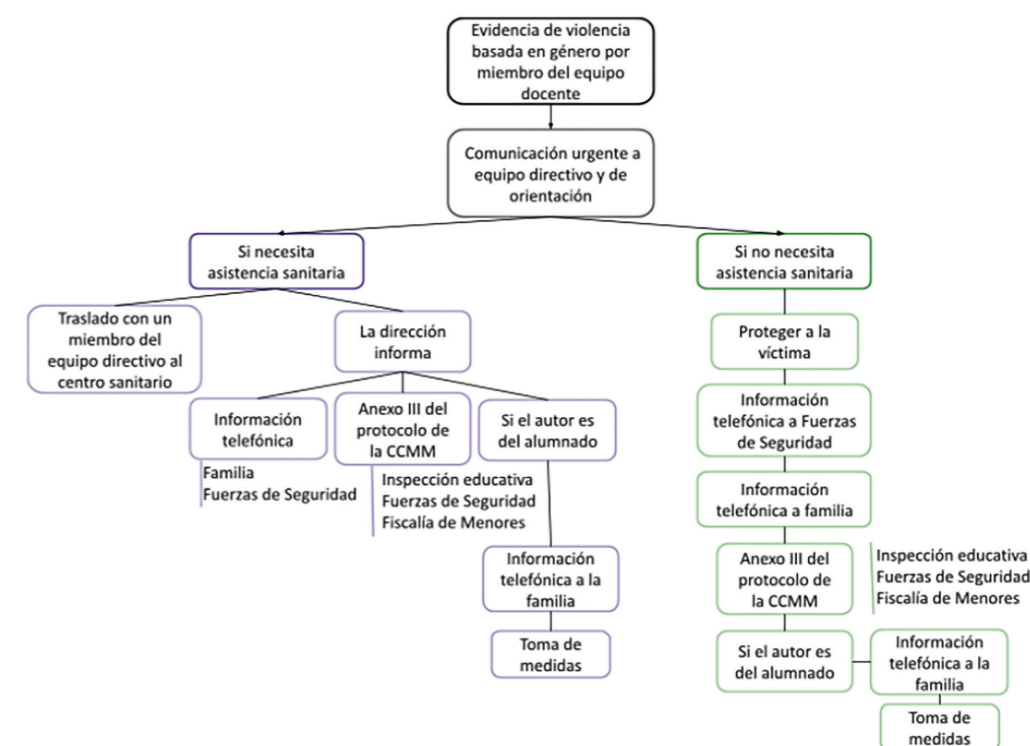 Evidencia de violencia
basada en género por
miembro del equipo
docente
Comunicación urgente a
equipo directivo y de
orientación
Si necesita
asistencia sanitaria
Traslado con un
miembro del
equipo directivo al
centro sanitario
La dirección
informa
Información
telefónica
Familia
Fuerzas de Seguridad
Anexo III del
protocolo de
la CCMM
Inspección educativa
Fuerzas de Seguridad
Fiscalía de Menores
Si el autor es
del alumnado
Información
telefónica a la
familia
Toma de
medidas
Si no necesita
asistencia sanitaria
Proteger a la
víctima
Información
telefónica a Fuerzas
de Seguridad
Información
telefónica a familia
Anexo III del
protocolo de
la CCMM
Inspección educativa
Fuerzas de Seguridad
Fiscalía de Menores
Si el autor es
del alumnado
Información
telefónica a la
familia
Toma de
medidas